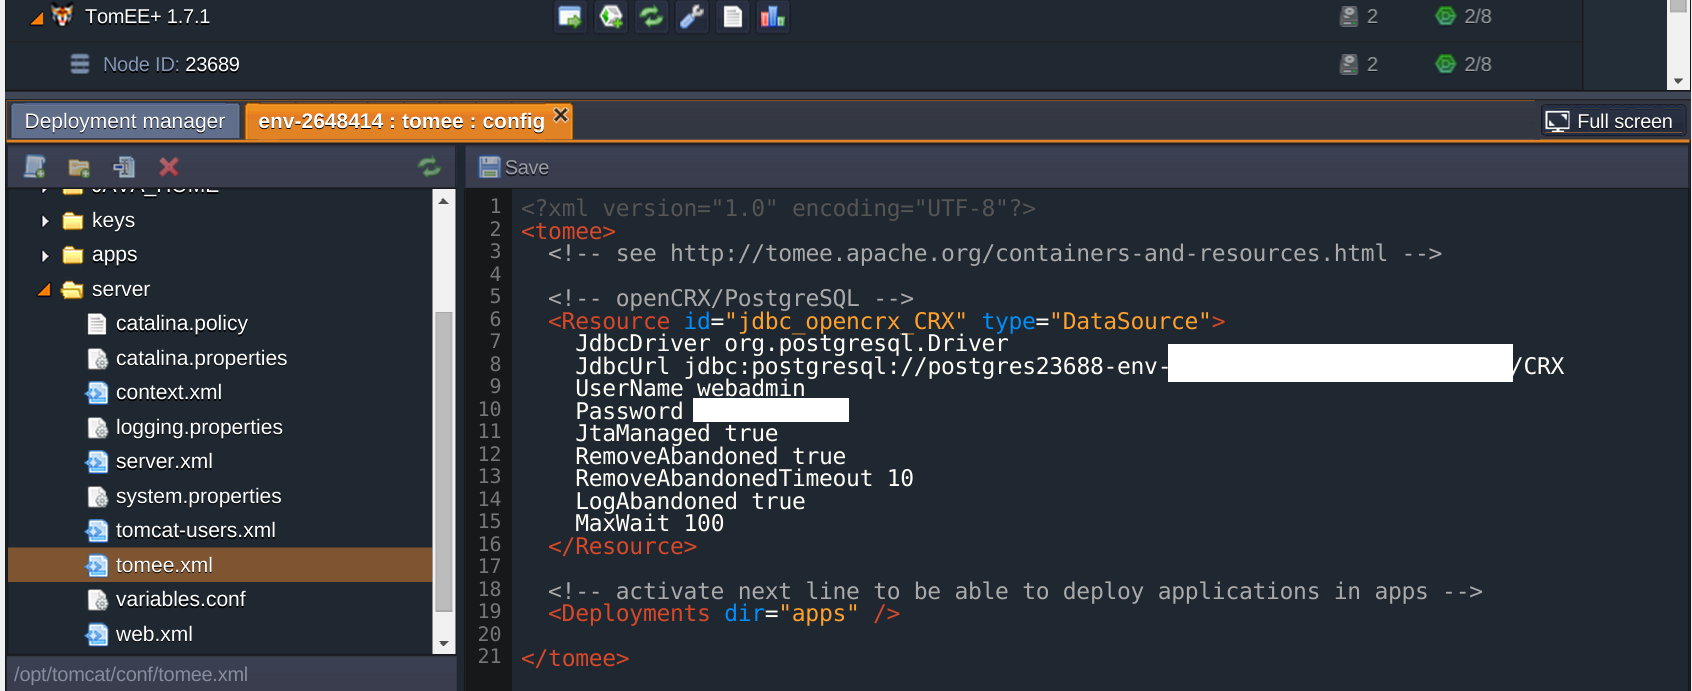 TomEE+ 1.7.1
2
2/8
Node ID: 23689
2
2/8
Deployment manager
env-2648414 : tomee : config
Full screen
Save
JAVA_HOME
keys
apps
server
catalina.policy
catalina.properties
context.xml
logging.properties
server.xml
system.properties
tomcat-users.xml
tomee.xml
variables.conf
web.xml
/opt/tomcat/conf/tomee.xml
1 <?xml version="1.0" encoding="UTF-8"?>
2 <tomee>
3 <!-- see http://tomee.apache.org/containers-and-resources.html -->
4
5 <!-- openCRX/PostgreSQL -->
6 <Resource id="jdbc_opencrx_CRX" type="DataSource">
7 JdbcDriver org.postgresql.Driver
8 JdbcUrl jdbc:postgresql://postgres23688-env- /CRX
9 UserName webadmin
10 Password
11 JtaManaged true
12 RemoveAbandoned true
13 RemoveAbandonedTimeout 10
14 LogAbandoned true
15 MaxWait 100
16 </Resource>
17
18 <!-- activate next line to be able to deploy applications in apps -->
19 <Deployments dir="apps" />
20
21 </tomee>